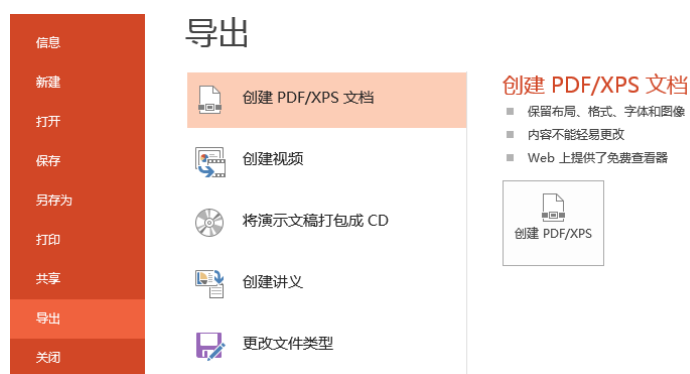 信息
新建
打开
保存
另存为
打印
共享
导出
关闭
导出
创建 PDF/XPS 文档
创建视频
将演示文稿打包成 CD
创建讲义
更改文件类型
创建 PDF/XPS 文档
保留布局、格式、字体和图像
内容不能轻易更改
Web 上提供了免费查看器
创建 PDF/XPS